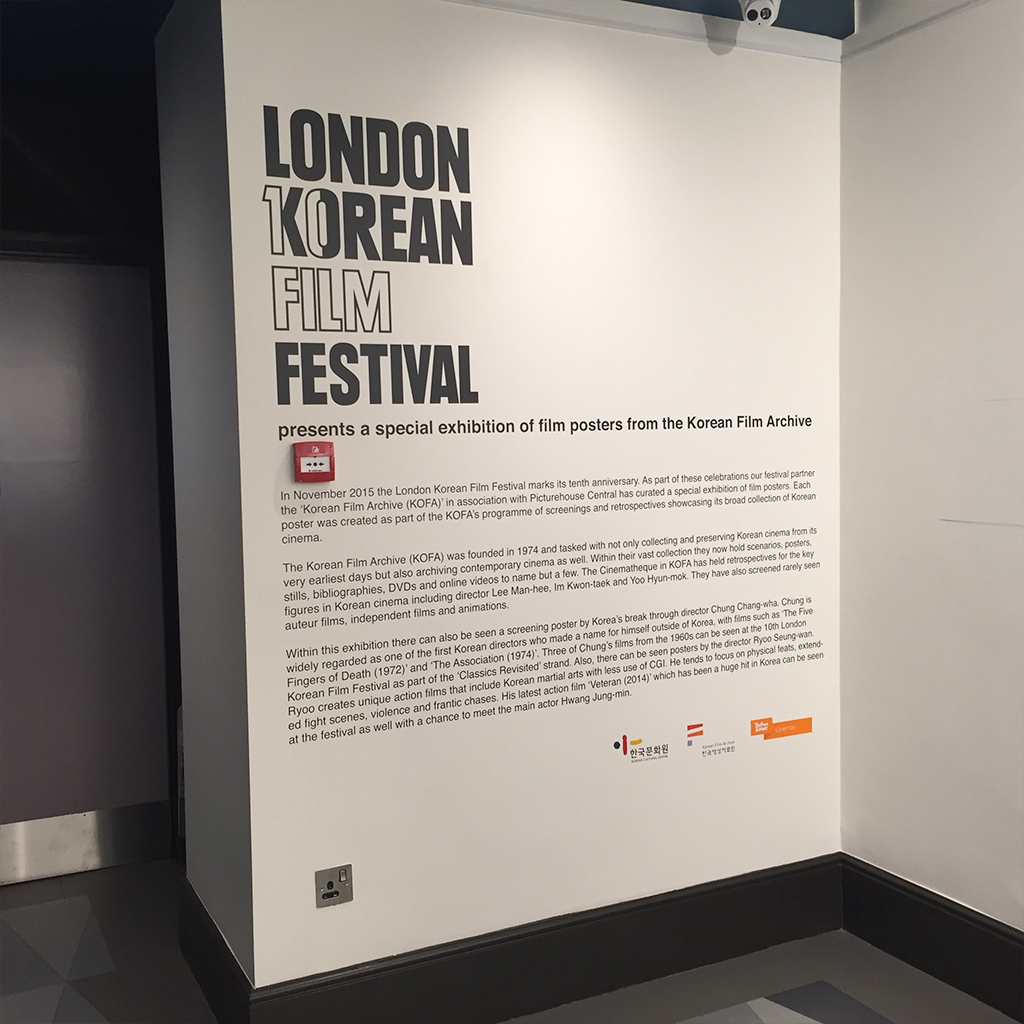 LONDON
KOREAN
10
FILM
FESTIVAL
presents a special exhibition of film posters from the Korean Film Archive
In November 2015 the London Korean Film Festival marks its tenth anniversary. As part of these celebrations our festival partner
the 'Korean Film Archive (KOFA)' in association with Picturehouse Central has curated a special exhibition of film posters. Each
poster was created as part of the KOFA's programme of screenings and retrospectives showcasing its broad collection of Korean
cinema.
The Korean Film Archive (KOFA) was founded in 1974 and tasked with not only collecting and preserving Korean cinema from its
very earliest days but also archiving contemporary cinema as well. Within their vast collection they now hold scenarios, posters,
stills, bibliographies, DVDs and online videos to name but a few. The Cinematheque in KOFA has held retrospectives for the key
figures in Korean cinema including director Lee Man-hee, Im Kwon-taek and Yoo Hyun-mok. They have also screened rarely seen
auteur films, independent films and animations.
Within this exhibition there can also be seen a screening poster by Korea's break through director Chung Chang-wha. Chung is
widely regarded as one of the first Korean directors who made a name for himself outside of Korea, with films such as 'The Five
Fingers of Death (1972)' and 'The Association (1974)'. Three of Chung's films from the 1960s can be seen at the 10th London
Korean Film Festival as part of the 'Classics Revisited' strand. Also, there can be seen posters by the director Ryoo Seung-wan.
Ryoo creates unique action films that include Korean martial arts with less use of CGI. He tends to focus on physical feats, extend-
ed fight scenes, violence and frantic chases. His latest action film 'Veteran (2014)' which has been a huge hit in Korea can be seen
at the festival as well with a chance to meet the main actor Hwang Jung-min.
한국문화원
KOREAN CULTURAL CENTRE
Korean Film Archive
한국영상자료원